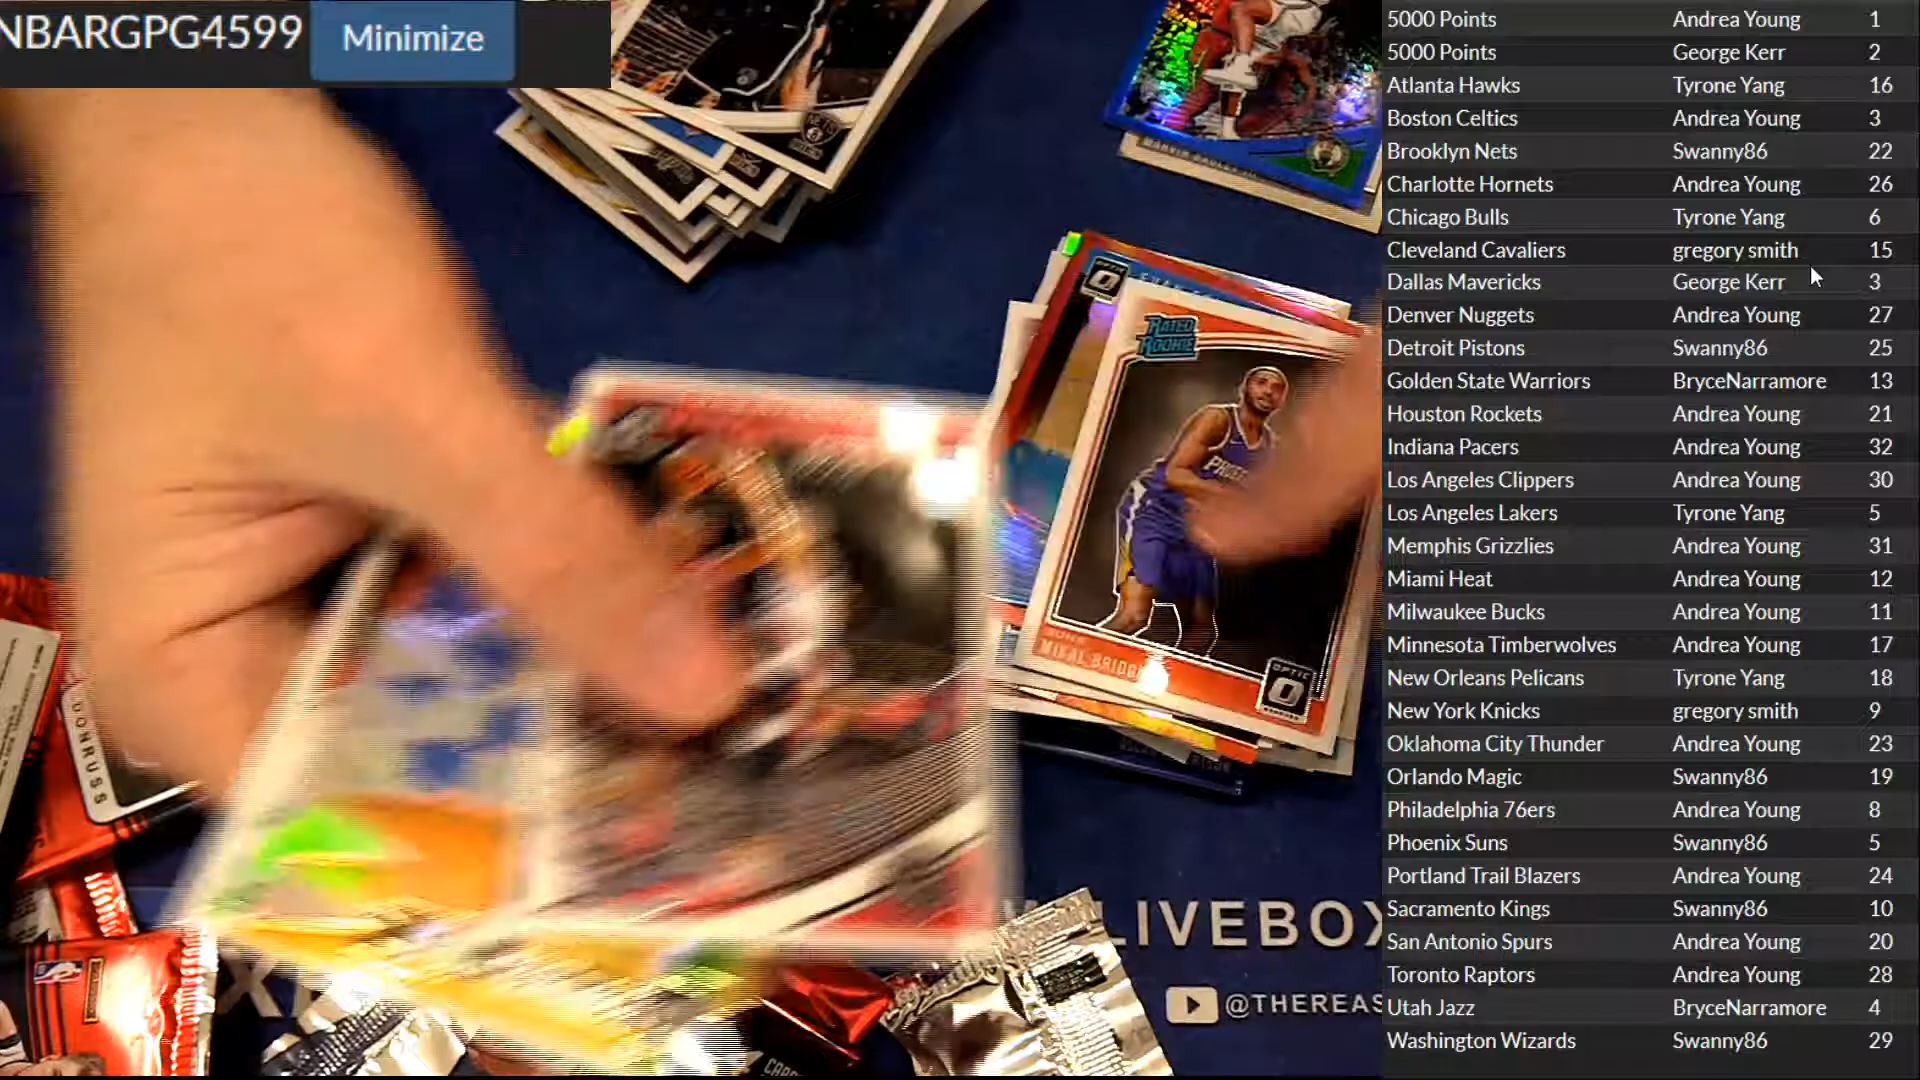 NBARGPG4599 Minimize
5000 Points Andrea Young 1
5000 Points George Kerr 2
Atlanta Hawks Tyrone Yang 16
Boston Celtics Andrea Young 3
Brooklyn Nets Swanny86 22
Charlotte Hornets Andrea Young 26
Chicago Bulls Tyrone Yang 6
Cleveland Cavaliers gregory smith 15
Dallas Mavericks George Kerr 3
Denver Nuggets Andrea Young 27
Detroit Pistons Swanny86 25
Golden State Warriors BryceNarramore 13
Houston Rockets Andrea Young 21
Indiana Pacers Andrea Young 32
Los Angeles Clippers Andrea Young 30
Los Angeles Lakers Tyrone Yang 5
Memphis Grizzlies Andrea Young 31
Miami Heat Andrea Young 12
Milwaukee Bucks Andrea Young 11
Minnesota Timberwolves Andrea Young 17
New Orleans Pelicans Tyrone Yang 18
New York Knicks gregory smith 9
Oklahoma City Thunder Andrea Young 23
Orlando Magic Swanny86 19
Philadelphia 76ers Andrea Young 8
Phoenix Suns Swanny86 5
Portland Trail Blazers Andrea Young 24
Sacramento Kings Swanny86 10
San Antonio Spurs Andrea Young 20
Toronto Raptors Andrea Young 28
Utah Jazz BryceNarramore 4
Washington Wizards Swanny86 29
NETS
OPTIC
RATED
ROOKIE
SUNS
MIKAL BRIDG
OPTIC
DONRUSS
LIVEBOX
@THEREAS